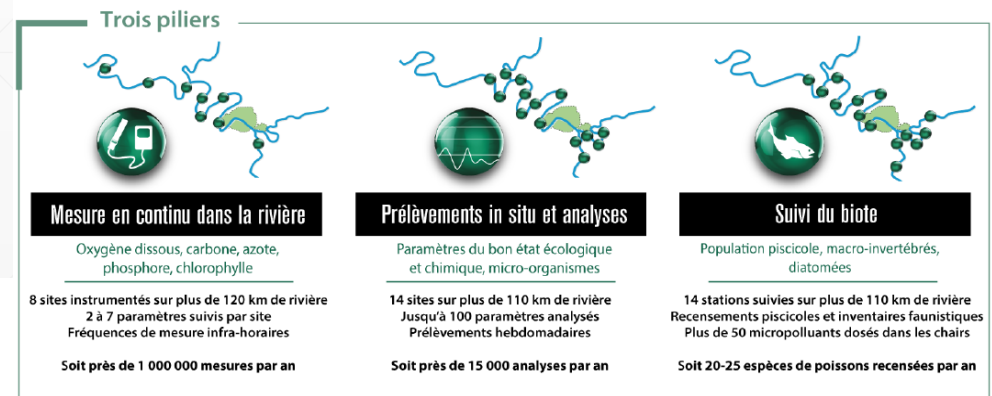 Trois piliers
Mesure en continu dans la rivière
Oxygène dissous, carbone, azote,
phosphore, chlorophylle
8 sites instrumentés sur plus de 120 km de rivière
2 à 7 paramètres suivis par site
Fréquences de mesure infra-horaires
Soit près de 1 000 000 mesures par an
Prélèvements in situ et analyses
Paramètres du bon état écologique
et chimique, micro-organismes
14 sites sur plus de 110 km de rivière
Jusqu'à 100 paramètres analysés
Prélèvements hebdomadaires
Soit près de 15 000 analyses par an
Suivi du biote
Population piscicole, macro-invertébrés,
diatomées
14 stations suivies sur plus de 110 km de rivière
Recensements piscicoles et inventaires faunistiques
Plus de 50 micropolluants dosés dans les chairs
Soit 20-25 espèces de poissons recensées par an